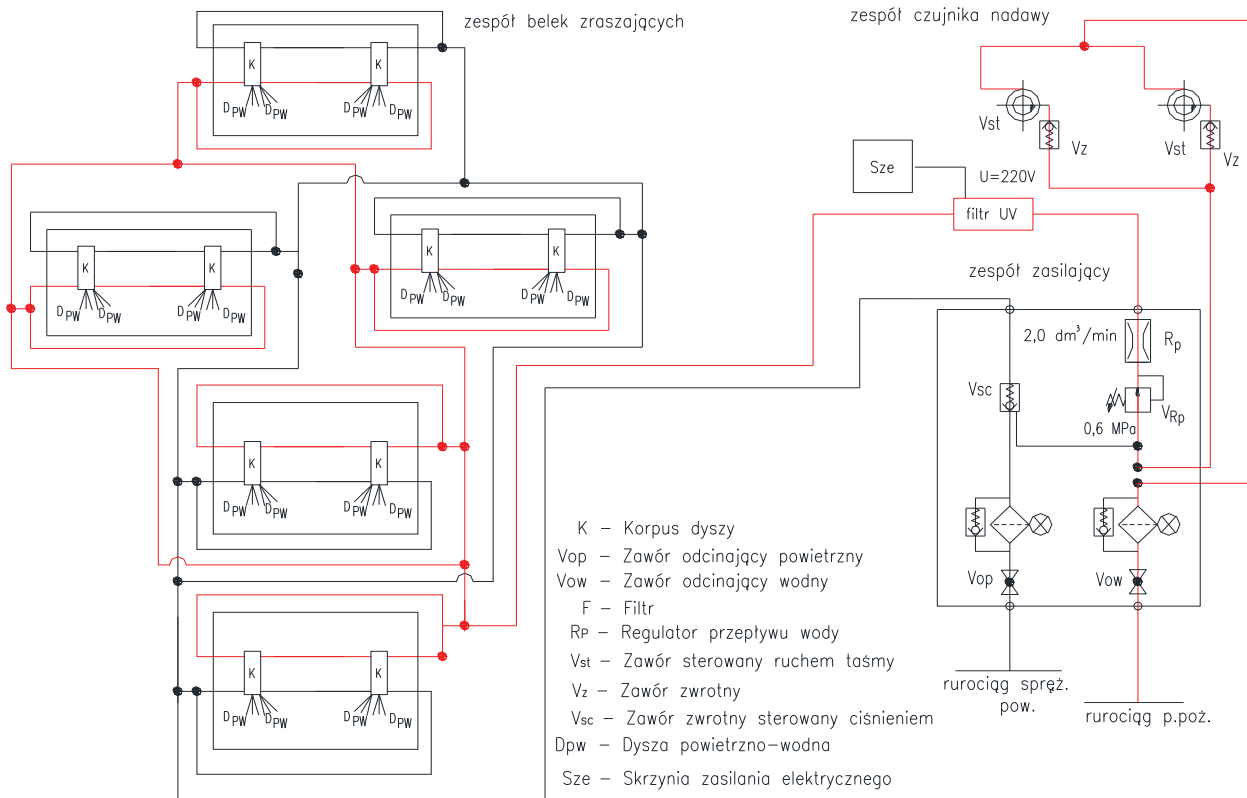 zespół belek zraszających
zespół czujnika nadawy
K K
DPW DPW DPW DPW
Vst Vz Vst Vz
Sze
U=220V
filtr UV
K K
DPW DPW DPW DPW
K K
DPW DPW DPW DPW
zespół zasilający
2,0 dm³/min Rp
Vsc
VRp
0,6 MPa
K K
DPW DPW DPW DPW
Vop Vow
K – Korpus dyszy
Vop – Zawór odcinający powietrzny
Vow – Zawór odcinający wodny
F – Filtr
RP – Regulator przepływu wody
Vst – Zawór sterowany ruchem taśmy
Vz – Zawór zwrotny
Vsc – Zawór zwrotny sterowany ciśnieniem
Dpw – Dysza powietrzno–wodna
Sze – Skrzynia zasilania elektrycznego
K K
DPW DPW DPW DPW
rurociąg spręż.
pow.
rurociąg p.poż.